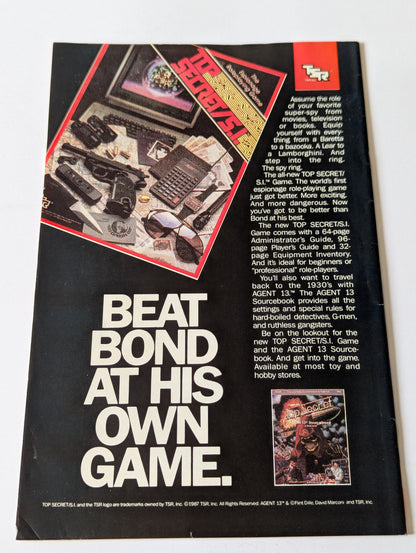 TSR
The
Espionage
Roleplaying Game
TOP
SECRET/S.I.
Assume the role
of your favorite
super-spy from
movies, television
or books. Equip
yourself with every-
thing from a Baretta
to a bazooka. A Lear to
a Lamborghini. And
step into the ring.
The spy ring.
The all-new TOP SECRET/
S.I.™ Game. The world's first
espionage role-playing game
just got better. More exciting.
And more dangerous. Now
you've got to be better than
Bond at his best.
The new TOP SECRET/S.I.
Game comes with a 64-page
Administrator's Guide, 96-
page Player's Guide and 32-
page Equipment Inventory.
And it's ideal for beginners or
"professional" role-players.
You'll also want to travel
back to the 1930's with
AGENT 13.™ The AGENT 13
Sourcebook provides all the
settings and special rules for
hard-boiled detectives, G-men,
and ruthless gangsters.
Be on the lookout for the
new TOP SECRET/S.I. Game
and the AGENT 13 Source-
book. And get into the game.
Available at most toy and
hobby stores.
BEAT
BOND
AT HIS
OWN
GAME.
Top Secret
TOP SECRET/S.I. and the TSR logo are trademarks owned by TSR, Inc. ©1987 TSR, Inc. All Rights Reserved. AGENT 13™ & ©Flint Dille, David Marconi and TSR, Inc.